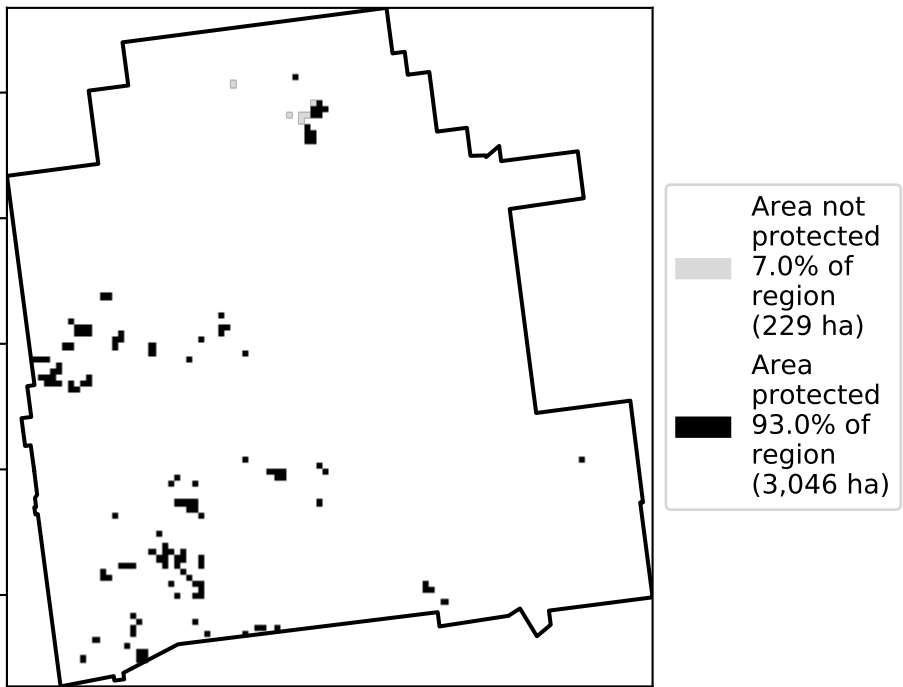 Area not
protected
7.0% of
region
(229 ha)
Area
protected
93.0% of
region
(3,046 ha)